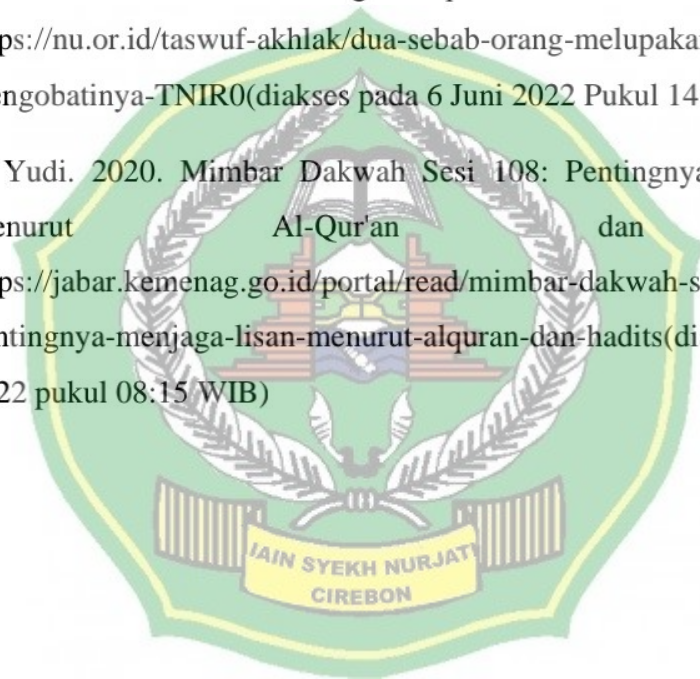 ps://nu.or.id/taswuf-akhlak/dua-sebab-orang-melupaka
engobatinya-TNIR0(diakses pada 6 Juni 2022 Pukul 14
Yudi. 2020. Mimbar Dakwah Sesi 108: Pentingnya
enurut Al-Qur'an dan
ps://jabar.kemenag.go.id/portal/read/mimbar-dakwah-s
ntingnya-menjaga-lisan-menurut-alquran-dan-hadits(di
22 pukul 08:15 WIB)
IAIN SYEKH NURJATI
CIREBON